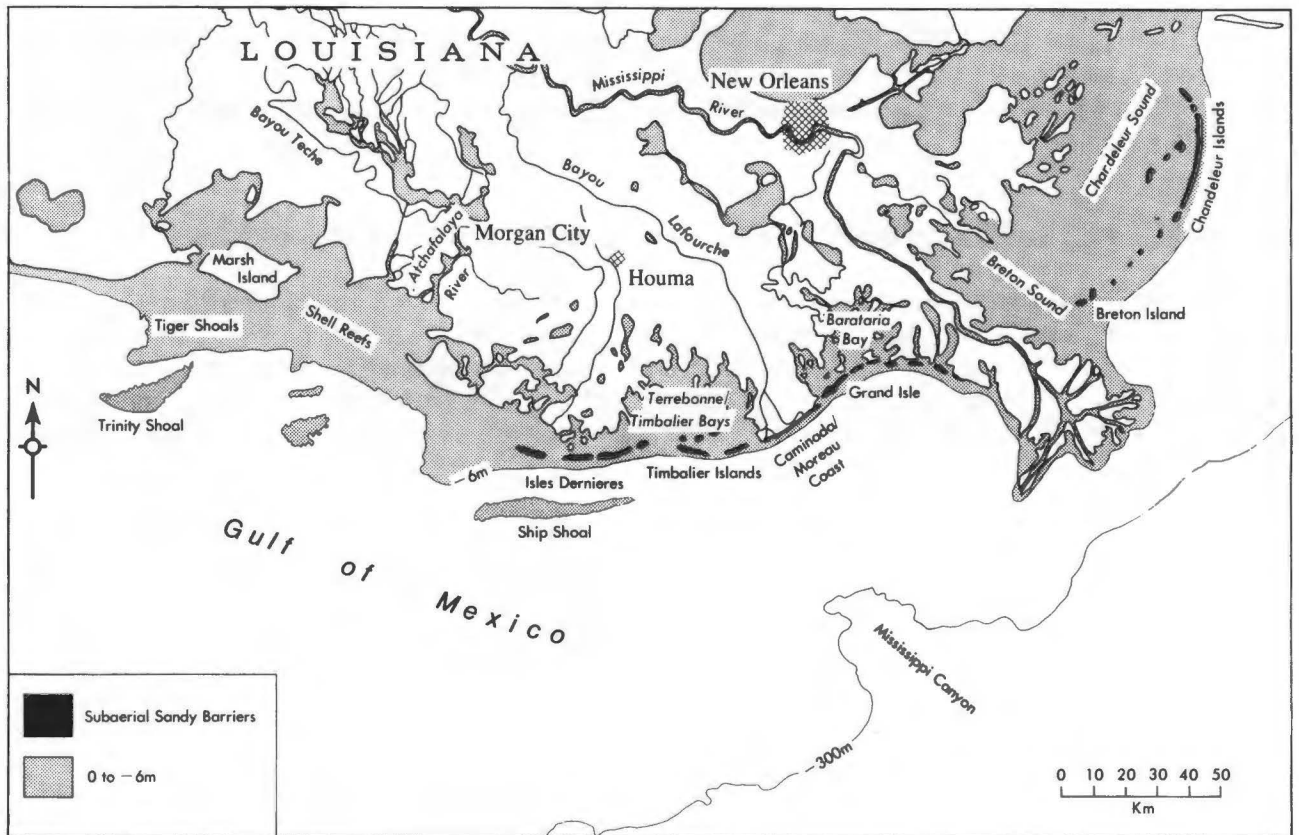 LOUISIANA
Mississippi
River
New Orleans
Bayou Teche
Bayou
Lafourche
Chandeleur Sound
Chandeleur Islands
Atchafalaya
River
Morgan City
Houma
Marsh
Island
Breton Sound
Breton Island
Tiger Shoals
Shell Reefs
Barataria
Bay
Grand Isle
N
Trinity Shoal
Terrebonne/
Timbalier Bays
Caminada/
Moreau
Coast
–6m
Isles Dernieres
Timbalier Islands
Ship Shoal
Gulf of Mexico
Mississippi Canyon
–300m
Subaerial Sandy Barriers
0 to –6m
0 10 20 30 40 50
Km